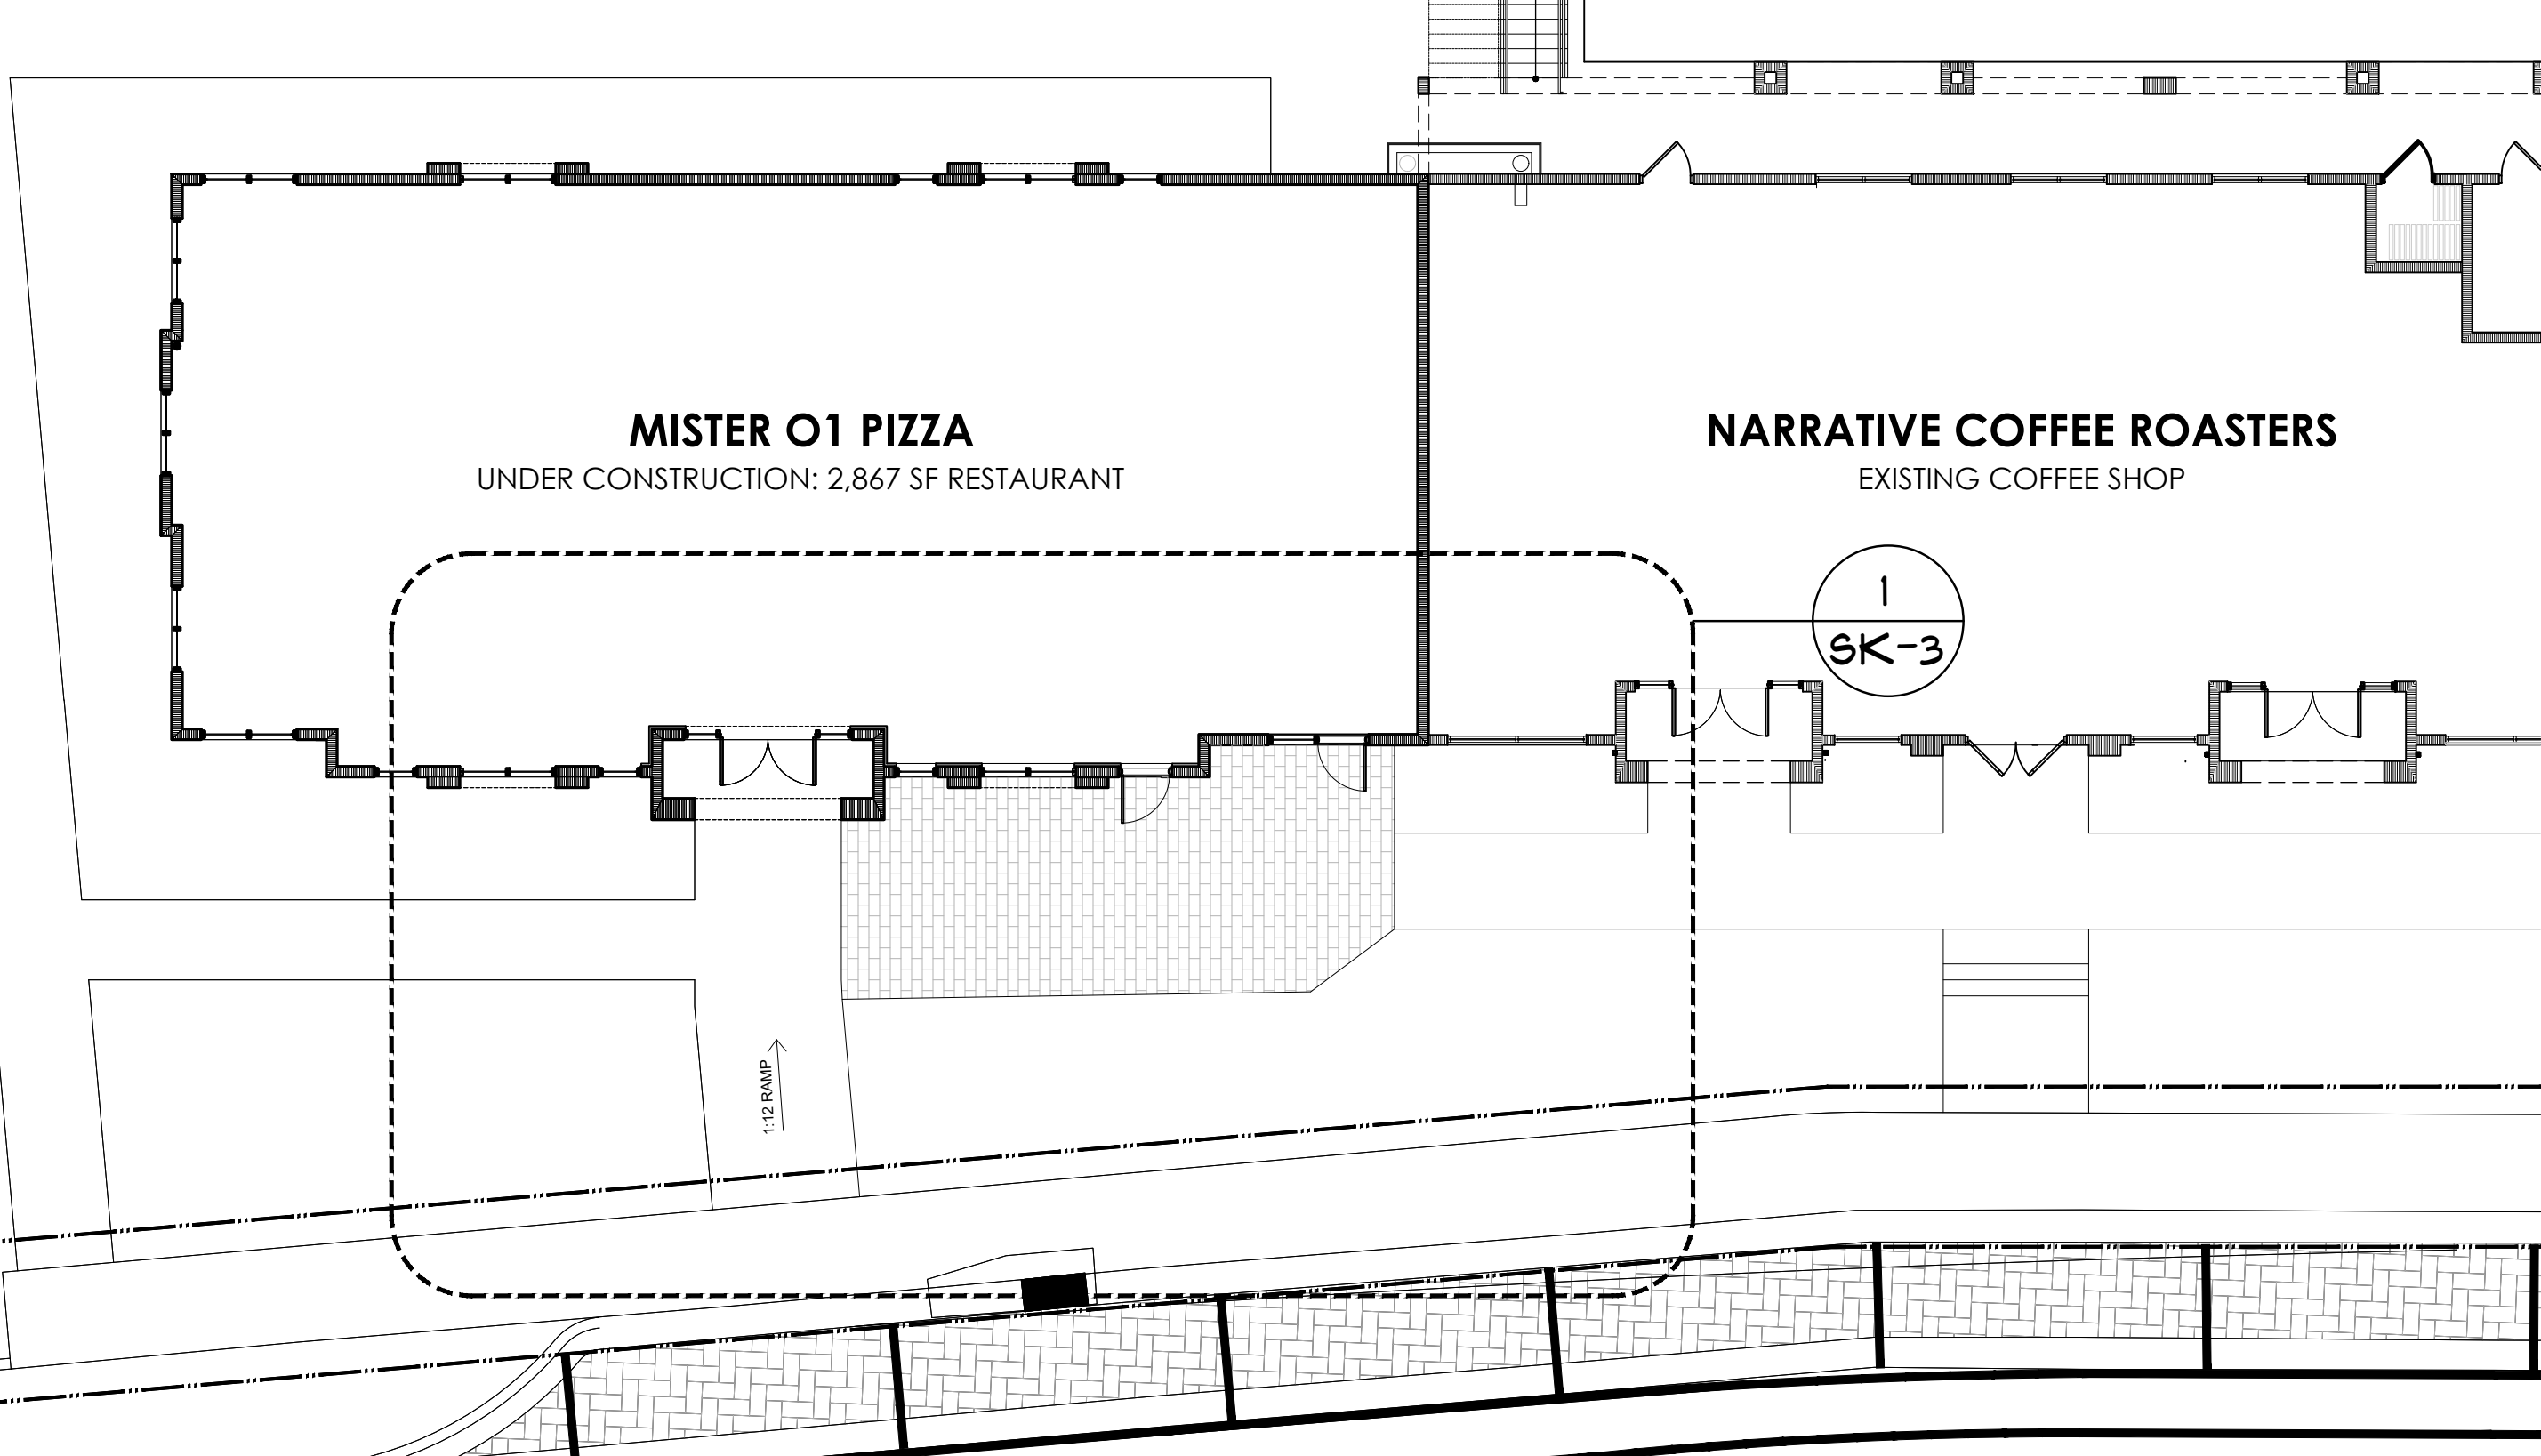 MISTER O1 PIZZA
UNDER CONSTRUCTION: 2,867 SF RESTAURANT
NARRATIVE COFFEE ROASTERS
EXISTING COFFEE SHOP
1
SK-3
1:12 RAMP